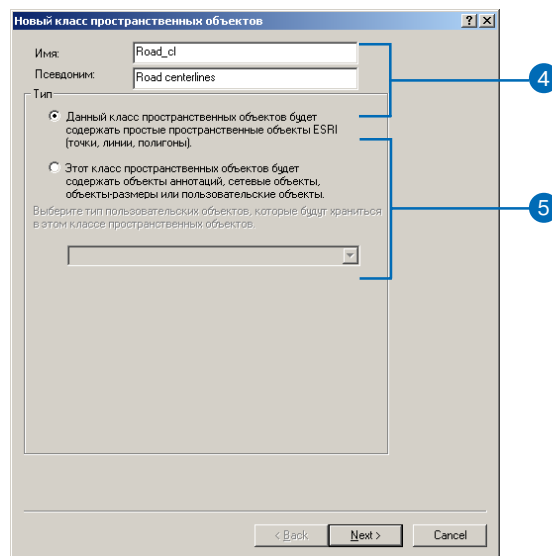 Новый класс пространственных объектов
Имя: Road_cl
Псевдоним: Road centerlines
Тип
Данный класс пространственных объектов будет
содержать простые пространственные объекты ESRI
(точки, линии, полигоны).
Этот класс пространственных объектов будет
содержать объекты аннотаций, сетевые объекты,
объекты-размеры или пользовательские объекты.
Выберите тип пользовательских объектов, которые будут храниться
в этом классе пространственных объектов.
< Back Next > Cancel
4
5